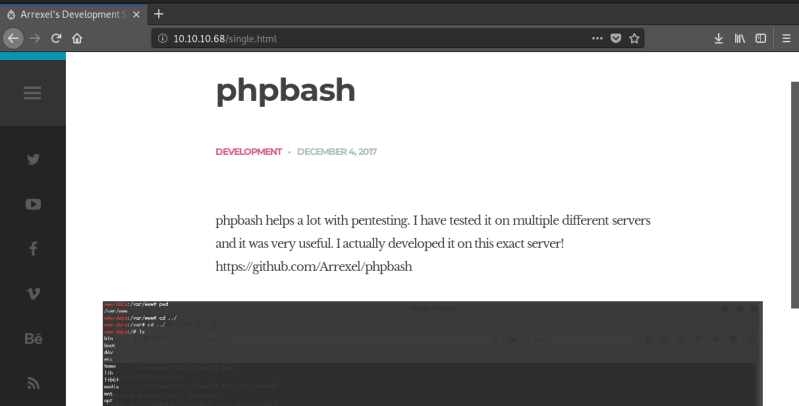 Arrexel's Development S
10.10.10.68/single.html
phpbash
DEVELOPMENT • DECEMBER 4, 2017
phpbash helps a lot with pentesting. I have tested it on multiple different servers
and it was very useful. I actually developed it on this exact server!
https://github.com/Arrexel/phpbash
www-data:/var/www# pwd
/var/www
www-data:/var/www# cd ../
www-data:/var# cd ../
www-data:/# ls
bin
boot
dev
etc
home
lib
lib64
media
mnt
opt